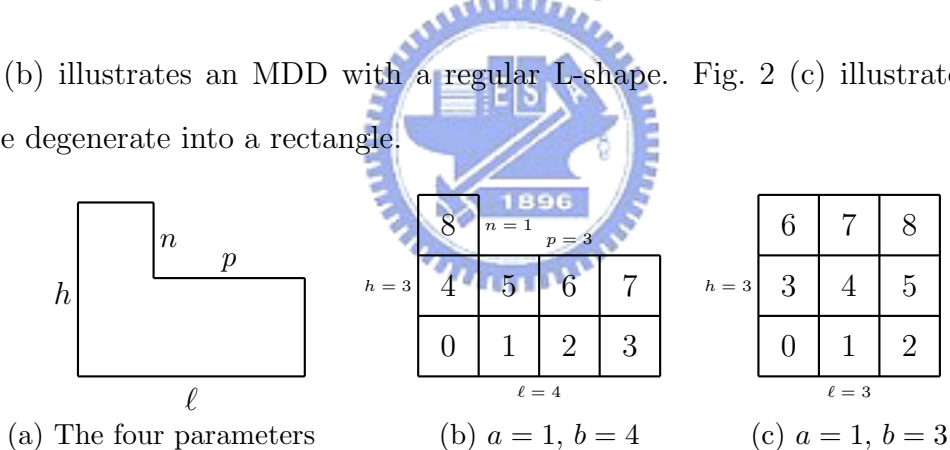 (b) illustrates an MDD with a regular L-shape. Fig. 2 (c) illustrate
e degenerate into a rectangle.
E S A
1896
h
n
p
ℓ
(a) The four parameters
8
n = 1
p = 3
h = 3
4 5 6 7
0 1 2 3
ℓ = 4
(b) a = 1, b = 4
6 7 8
h = 3
3 4 5
0 1 2
ℓ = 3
(c) a = 1, b = 3